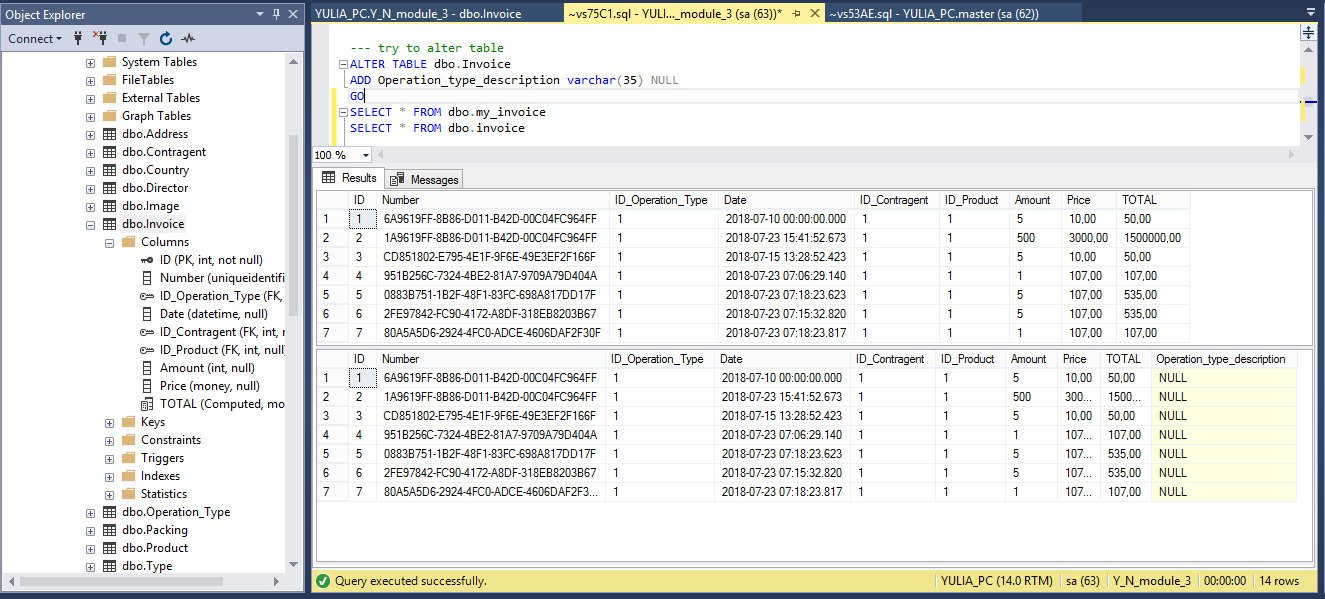 Object Explorer
Connect
System Tables
FileTables
External Tables
Graph Tables
dbo.Address
dbo.Contragent
dbo.Country
dbo.Director
dbo.Image
dbo.Invoice
Columns
ID (PK, int, not null)
Number (uniqueidentifi
ID_Operation_Type (FK,
Date (datetime, null)
ID_Contragent (FK, int, r
ID_Product (FK, int, null
Amount (int, null)
Price (money, null)
TOTAL (Computed, mo
Keys
Constraints
Triggers
Indexes
Statistics
dbo.Operation_Type
dbo.Packing
dbo.Product
dbo.Type
YULIA_PC.Y_N_module_3 - dbo.Invoice ~vs75C1.sql - YULI..._module_3 (sa (63))* ~vs53AE.sql - YULIA_PC.master (sa (62))
--- try to alter table
ALTER TABLE dbo.Invoice
ADD Operation_type_description varchar(35) NULL
GO
SELECT * FROM dbo.my_invoice
SELECT * FROM dbo.invoice
100 %
Results Messages
ID Number ID_Operation_Type Date ID_Contragent ID_Product Amount Price TOTAL
1 1 6A9619FF-8B86-D011-B42D-00C04FC964FF 1 2018-07-10 00:00:00.000 1 1 5 10,00 50,00
2 2 1A9619FF-8B86-D011-B42D-00C04FC964FF 1 2018-07-23 15:41:52.673 1 1 500 3000,00 1500000,00
3 3 CD851802-E795-4E1F-9F6E-49E3EF2F166F 1 2018-07-15 13:28:52.423 1 1 5 10,00 50,00
4 4 951B256C-7324-4BE2-81A7-9709A79D404A 1 2018-07-23 07:06:29.140 1 1 1 107,00 107,00
5 5 0883B751-1B2F-48F1-83FC-698A817DD17F 1 2018-07-23 07:18:23.623 1 1 5 107,00 535,00
6 6 2FE97842-FC90-4172-A8DF-318EB8203B67 1 2018-07-23 07:15:32.820 1 1 5 107,00 535,00
7 7 80A5A5D6-2924-4FC0-ADCE-4606DAF2F30F 1 2018-07-23 07:18:23.817 1 1 1 107,00 107,00
ID Number ID_Operation_Type Date ID_Contragent ID_Product Amount Price TOTAL Operation_type_description
1 1 6A9619FF-8B86-D011-B42D-00C04FC964FF 1 2018-07-10 00:00:00.000 1 1 5 10,00 50,00 NULL
2 2 1A9619FF-8B86-D011-B42D-00C04FC964FF 1 2018-07-23 15:41:52.673 1 1 500 300... 1500... NULL
3 3 CD851802-E795-4E1F-9F6E-49E3EF2F166F 1 2018-07-15 13:28:52.423 1 1 5 10,00 50,00 NULL
4 4 951B256C-7324-4BE2-81A7-9709A79D404A 1 2018-07-23 07:06:29.140 1 1 1 107... 107,00 NULL
5 5 0883B751-1B2F-48F1-83FC-698A817DD17F 1 2018-07-23 07:18:23.623 1 1 5 107... 535,00 NULL
6 6 2FE97842-FC90-4172-A8DF-318EB8203B67 1 2018-07-23 07:15:32.820 1 1 5 107... 535,00 NULL
7 7 80A5A5D6-2924-4FC0-ADCE-4606DAF2F3... 1 2018-07-23 07:18:23.817 1 1 1 107... 107,00 NULL
Query executed successfully. YULIA_PC (14.0 RTM) sa (63) Y_N_module_3 00:00:00 14 rows